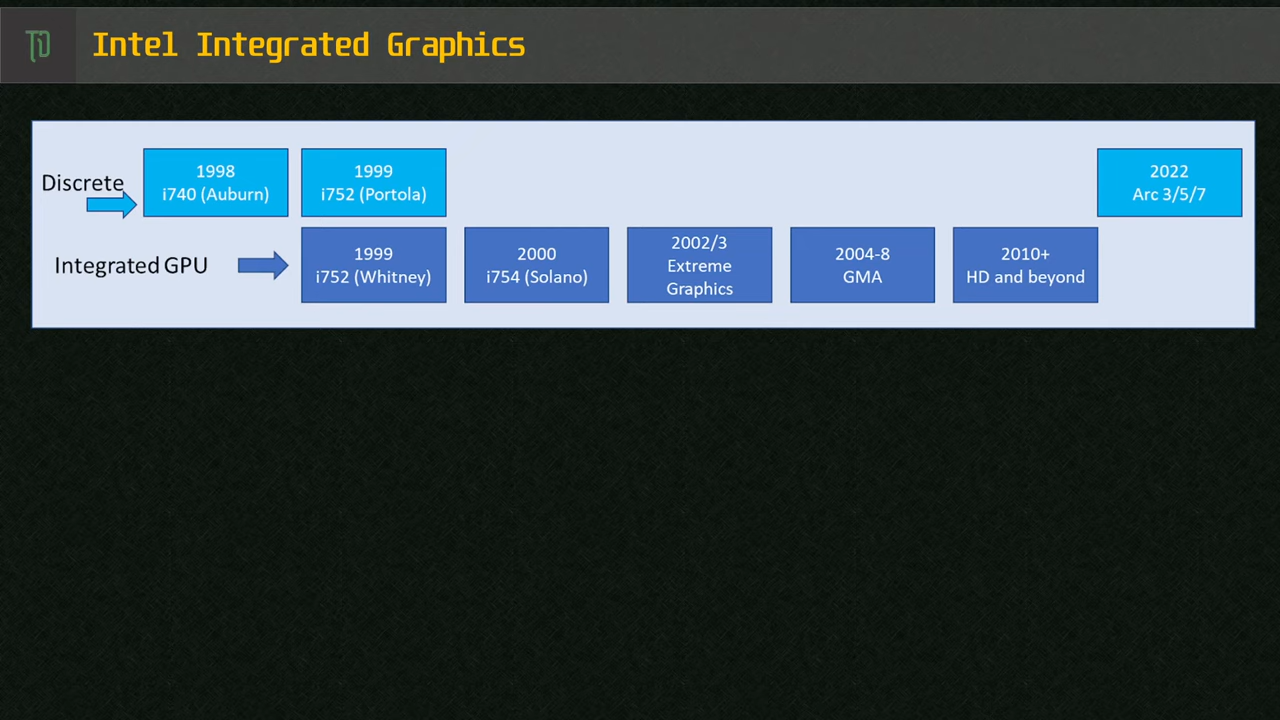 Intel Integrated Graphics
Discrete
1998
i740 (Auburn)
1999
i752 (Portola)
2022
Arc 3/5/7
Integrated GPU
1999
i752 (Whitney)
2000
i754 (Solano)
2002/3
Extreme
Graphics
2004-8
GMA
2010+
HD and beyond